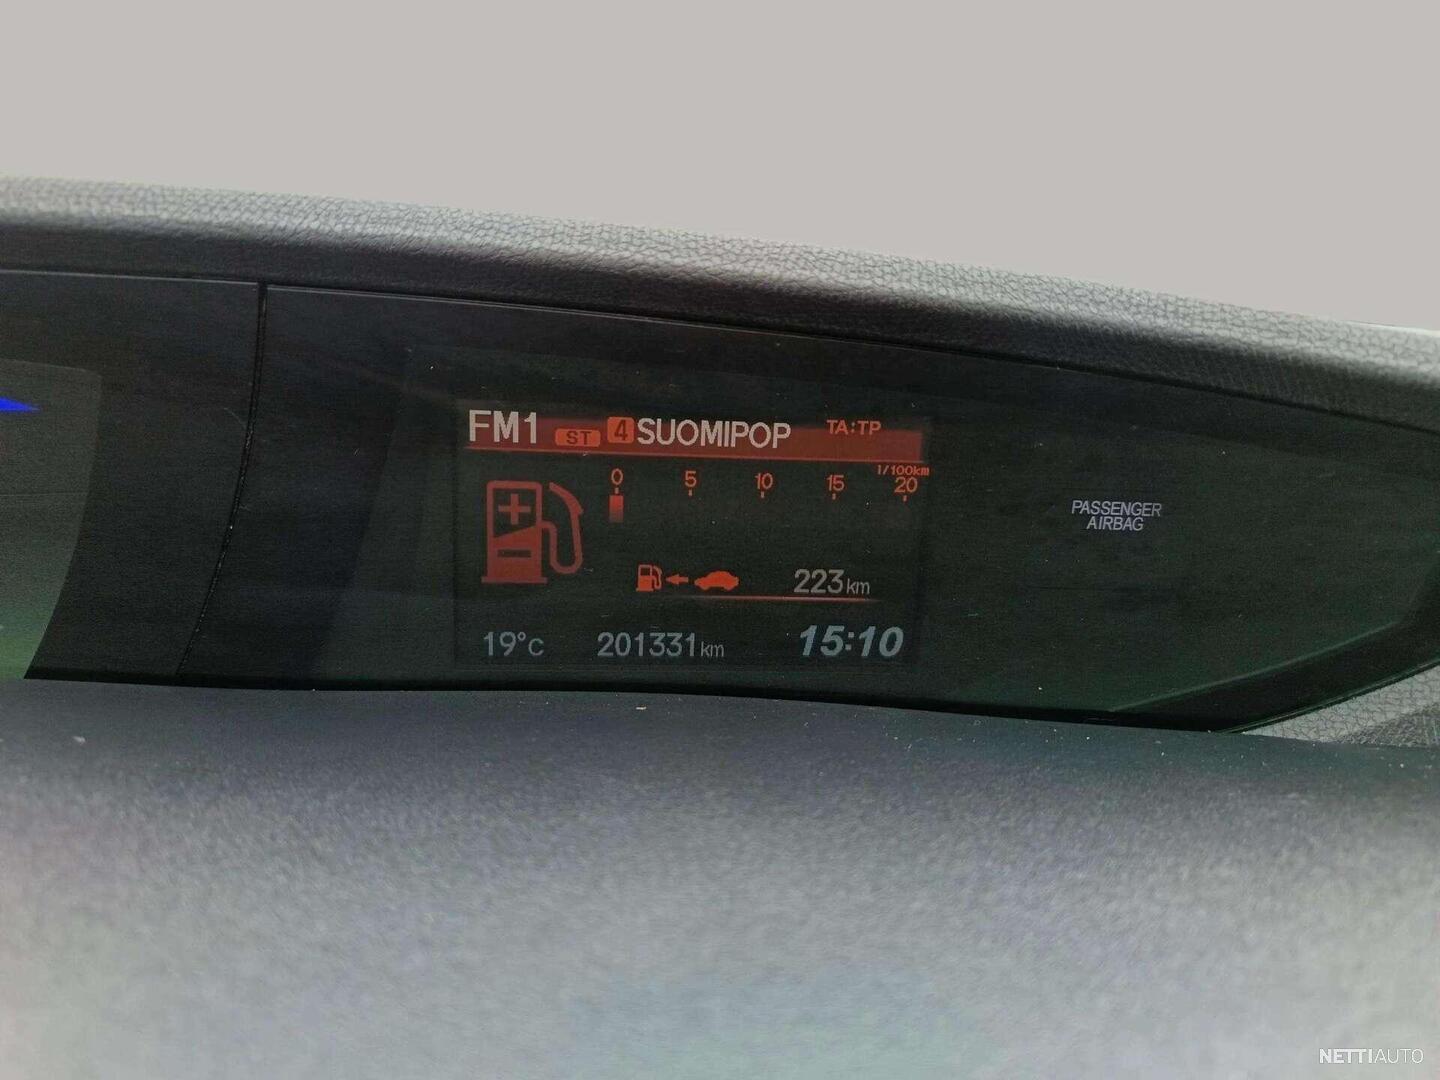 FM1 ST 4 SUOMIPOP TA:TP
l/100km
0 5 10 15 20
223km
19°C 201331km 15:10
PASSENGER
AIRBAG
NETTIAUTO